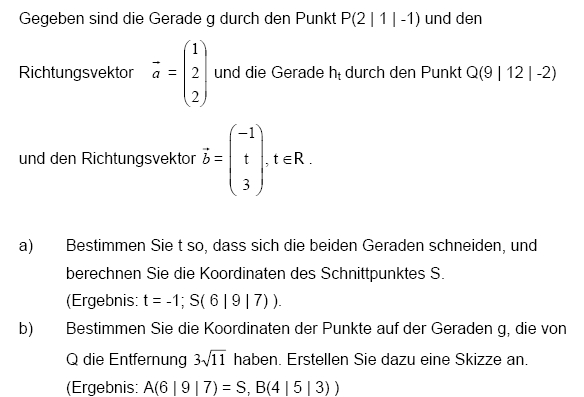 Gegeben sind die Gerade g durch den Punkt P(2 | 1 | -1) und den
Richtungsvektor $\vec{a} = \begin{pmatrix} 1 \\ 2 \\ 2 \end{pmatrix}$ und die Gerade h_t durch den Punkt Q(9 | 12 | -2)
und den Richtungsvektor $\vec{b} = \begin{pmatrix} -1 \\ t \\ 3 \end{pmatrix}$, t ∈ R .
a) Bestimmen Sie t so, dass sich die beiden Geraden schneiden, und
berechnen Sie die Koordinaten des Schnittpunktes S.
(Ergebnis: t = -1; S( 6 | 9 | 7) ).
b) Bestimmen Sie die Koordinaten der Punkte auf der Geraden g, die von
Q die Entfernung $3\sqrt{11}$ haben. Erstellen Sie dazu eine Skizze an.
(Ergebnis: A(6 | 9 | 7) = S, B(4 | 5 | 3) )